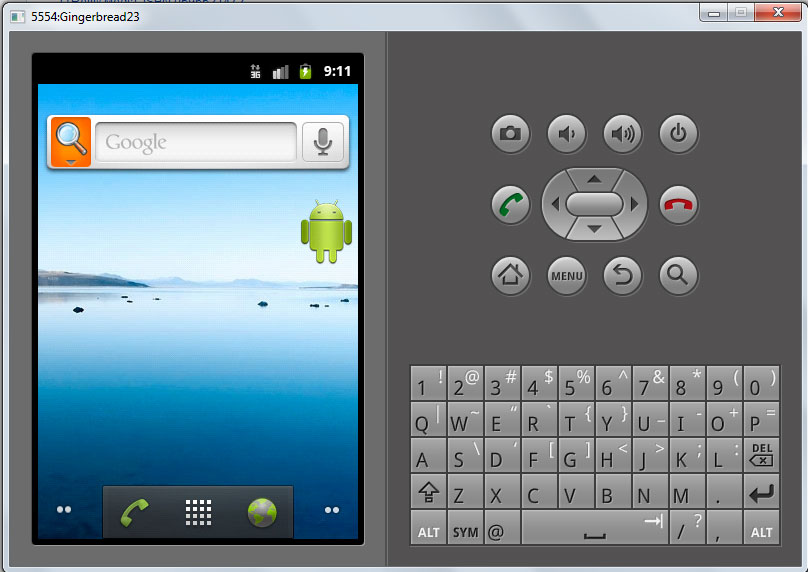 5554:Gingerbread23
3G 9:11
Google
MENU
1 ! 2 @ 3 # 4 $ 5 % 6 ^ 7 & 8 * 9 ( 0 )
Q | W ~ E “ R ` T { Y } U _ I - O + P =
A S \ D ‘ F [ G ] H < J > K ; L : DEL
Z X C V B N M .
ALT SYM @ / ? , ALT